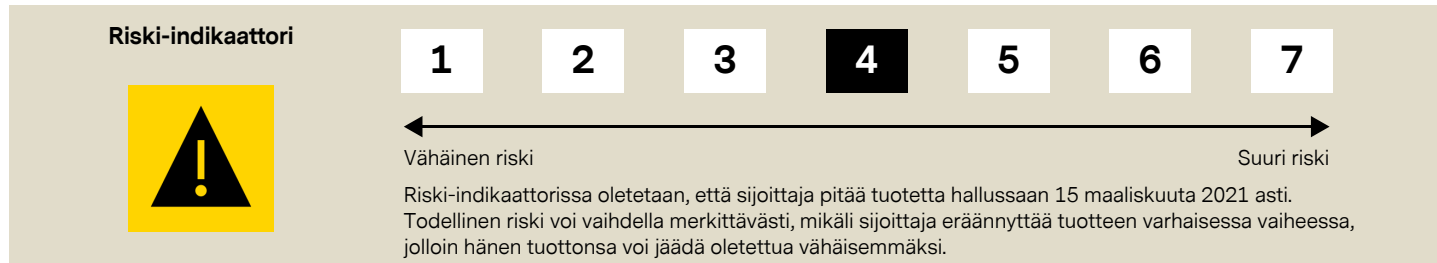 Riski-indikaattori
1 2 3 4 5 6 7
Vähäinen riski Suuri riski
Riski-indikaattorissa oletetaan, että sijoittaja pitää tuotetta hallussaan 15 maaliskuuta 2021 asti.
Todellinen riski voi vaihdella merkittävästi, mikäli sijoittaja eräännyttää tuotteen varhaisessa vaiheessa,
jolloin hänen tuottonsa voi jäädä oletettua vähäisemmäksi.